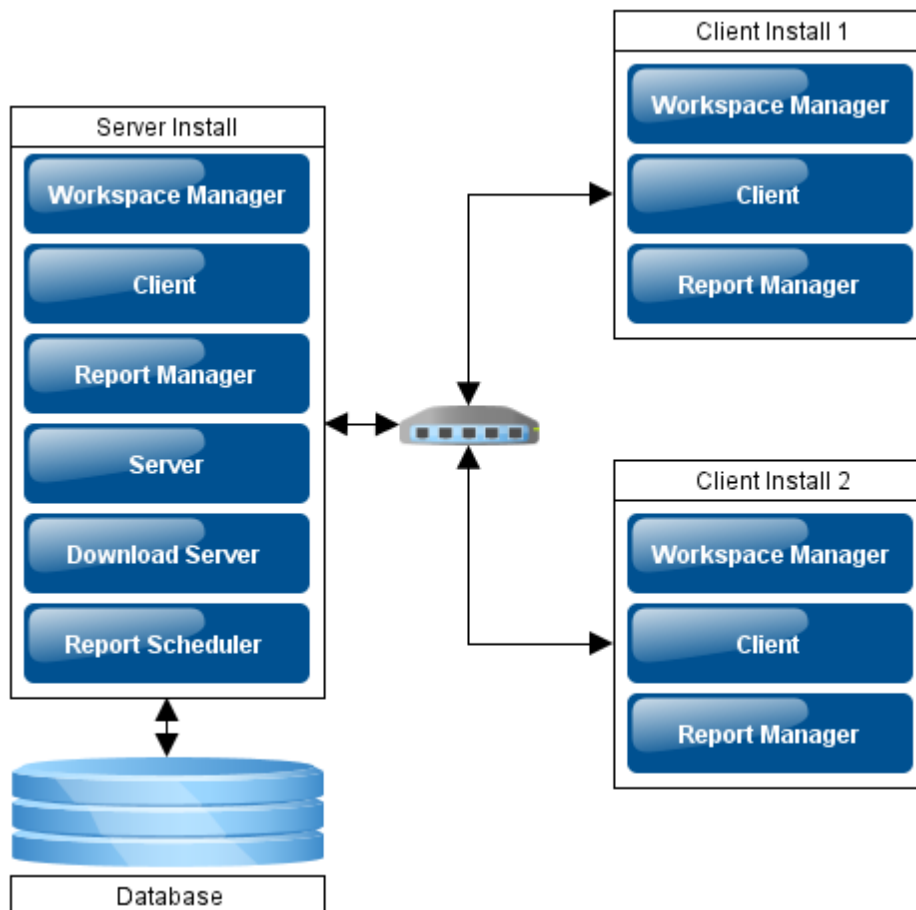 Server Install
Workspace Manager
Client
Report Manager
Server
Download Server
Report Scheduler
Database
Client Install 1
Workspace Manager
Client
Report Manager
Client Install 2
Workspace Manager
Client
Report Manager